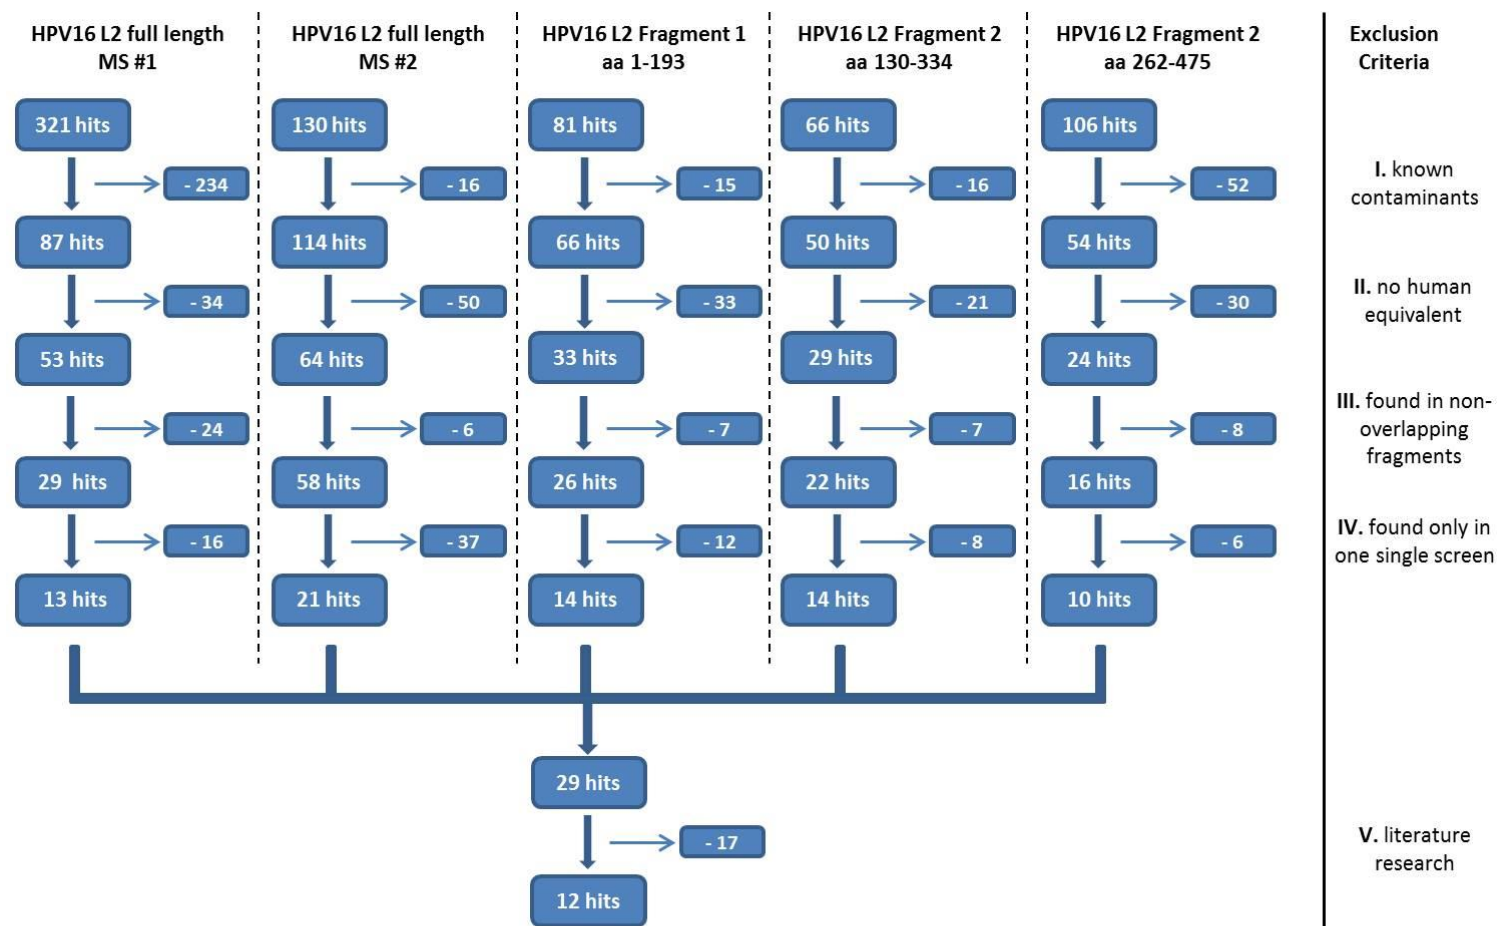 HPV16 L2 full length
MS #1
HPV16 L2 full length
MS #2
HPV16 L2 Fragment 1
aa 1-193
HPV16 L2 Fragment 2
aa 130-334
HPV16 L2 Fragment 2
aa 262-475
Exclusion
Criteria
321 hits
130 hits
81 hits
66 hits
106 hits
- 234
- 16
- 15
- 16
- 52
I. known
contaminants
87 hits
114 hits
66 hits
50 hits
54 hits
- 34
- 50
- 33
- 21
- 30
II. no human
equivalent
53 hits
64 hits
33 hits
29 hits
24 hits
- 24
- 6
- 7
- 7
- 8
III. found in non-
overlapping
fragments
29 hits
58 hits
26 hits
22 hits
16 hits
- 16
- 37
- 12
- 8
- 6
IV. found only in
one single screen
13 hits
21 hits
14 hits
14 hits
10 hits
29 hits
- 17
V. literature
research
12 hits